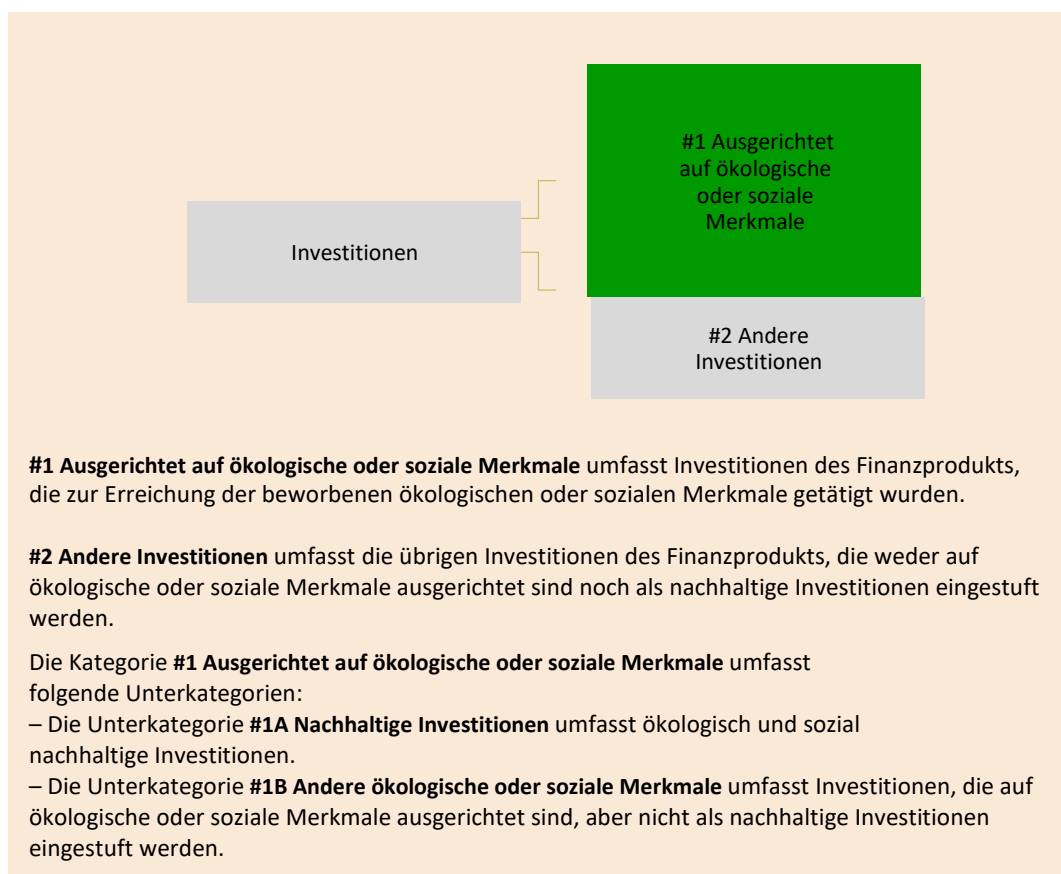 #1 Ausgerichtet
auf ökologische
oder soziale
Merkmale
Investitionen
#2 Andere
Investitionen
#1 Ausgerichtet auf ökologische oder soziale Merkmale umfasst Investitionen des Finanzprodukts,
die zur Erreichung der beworbenen ökologischen oder sozialen Merkmale getätigt wurden.
#2 Andere Investitionen umfasst die übrigen Investitionen des Finanzprodukts, die weder auf
ökologische oder soziale Merkmale ausgerichtet sind noch als nachhaltige Investitionen eingestuft
werden.
Die Kategorie #1 Ausgerichtet auf ökologische oder soziale Merkmale umfasst
folgende Unterkategorien:
– Die Unterkategorie #1A Nachhaltige Investitionen umfasst ökologisch und sozial
nachhaltige Investitionen.
– Die Unterkategorie #1B Andere ökologische oder soziale Merkmale umfasst Investitionen, die auf
ökologische oder soziale Merkmale ausgerichtet sind, aber nicht als nachhaltige Investitionen
eingestuft werden.